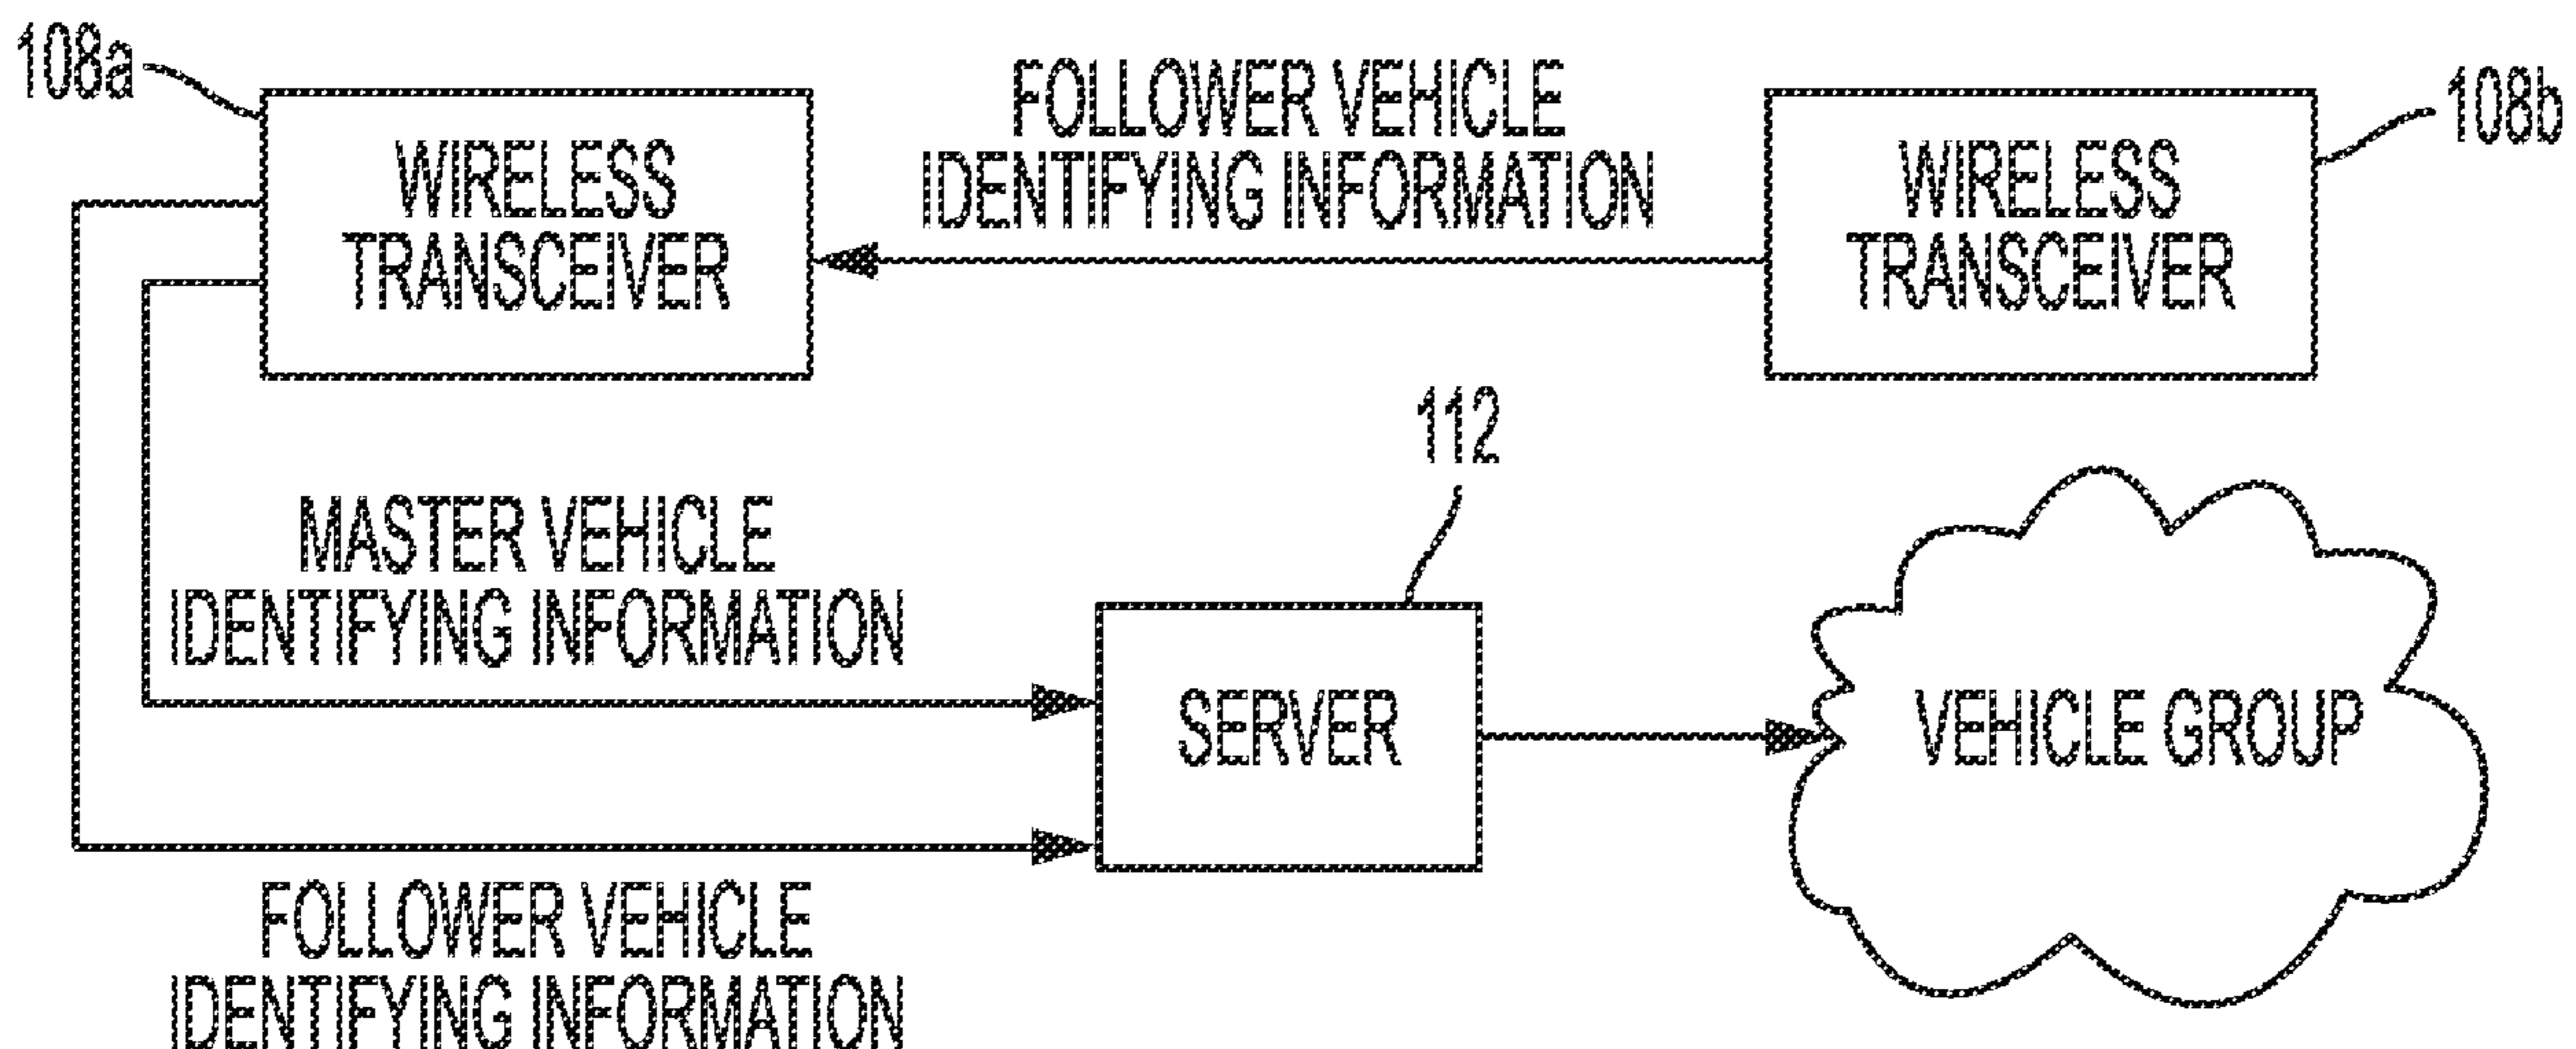 108a
WIRELESS
TRANSCEIVER
FOLLOWER VEHICLE
IDENTIFYING INFORMATION
WIRELESS
TRANSCEIVER
108b
112
MASTER VEHICLE
IDENTIFYING INFORMATION
SERVER
VEHICLE GROUP
FOLLOWER VEHICLE
IDENTIFYING INFORMATION